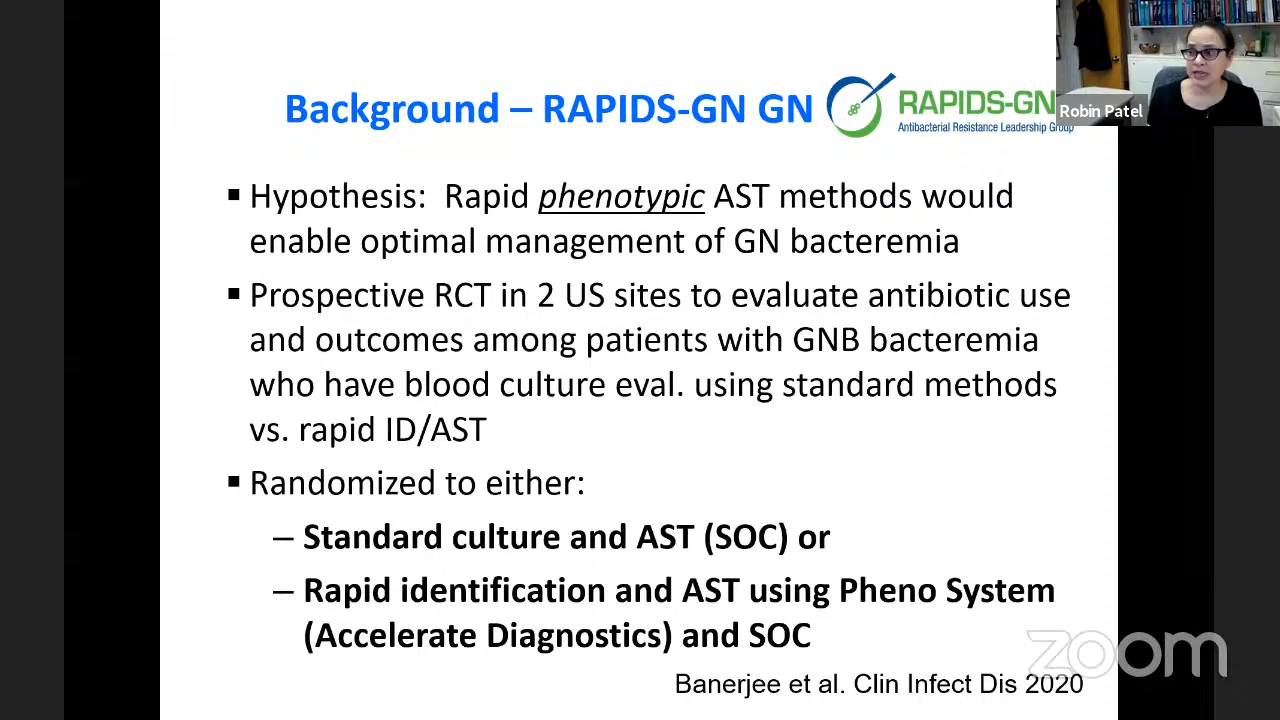 Background – RAPIDS-GN GN
RAPIDS-GN
Antibacterial Resistance Leadership Group
Robin Patel
▪ Hypothesis: Rapid phenotypic AST methods would
enable optimal management of GN bacteremia
▪ Prospective RCT in 2 US sites to evaluate antibiotic use
and outcomes among patients with GNB bacteremia
who have blood culture eval. using standard methods
vs. rapid ID/AST
▪ Randomized to either:
– Standard culture and AST (SOC) or
– Rapid identification and AST using Pheno System
(Accelerate Diagnostics) and SOC
zoom
Banerjee et al. Clin Infect Dis 2020